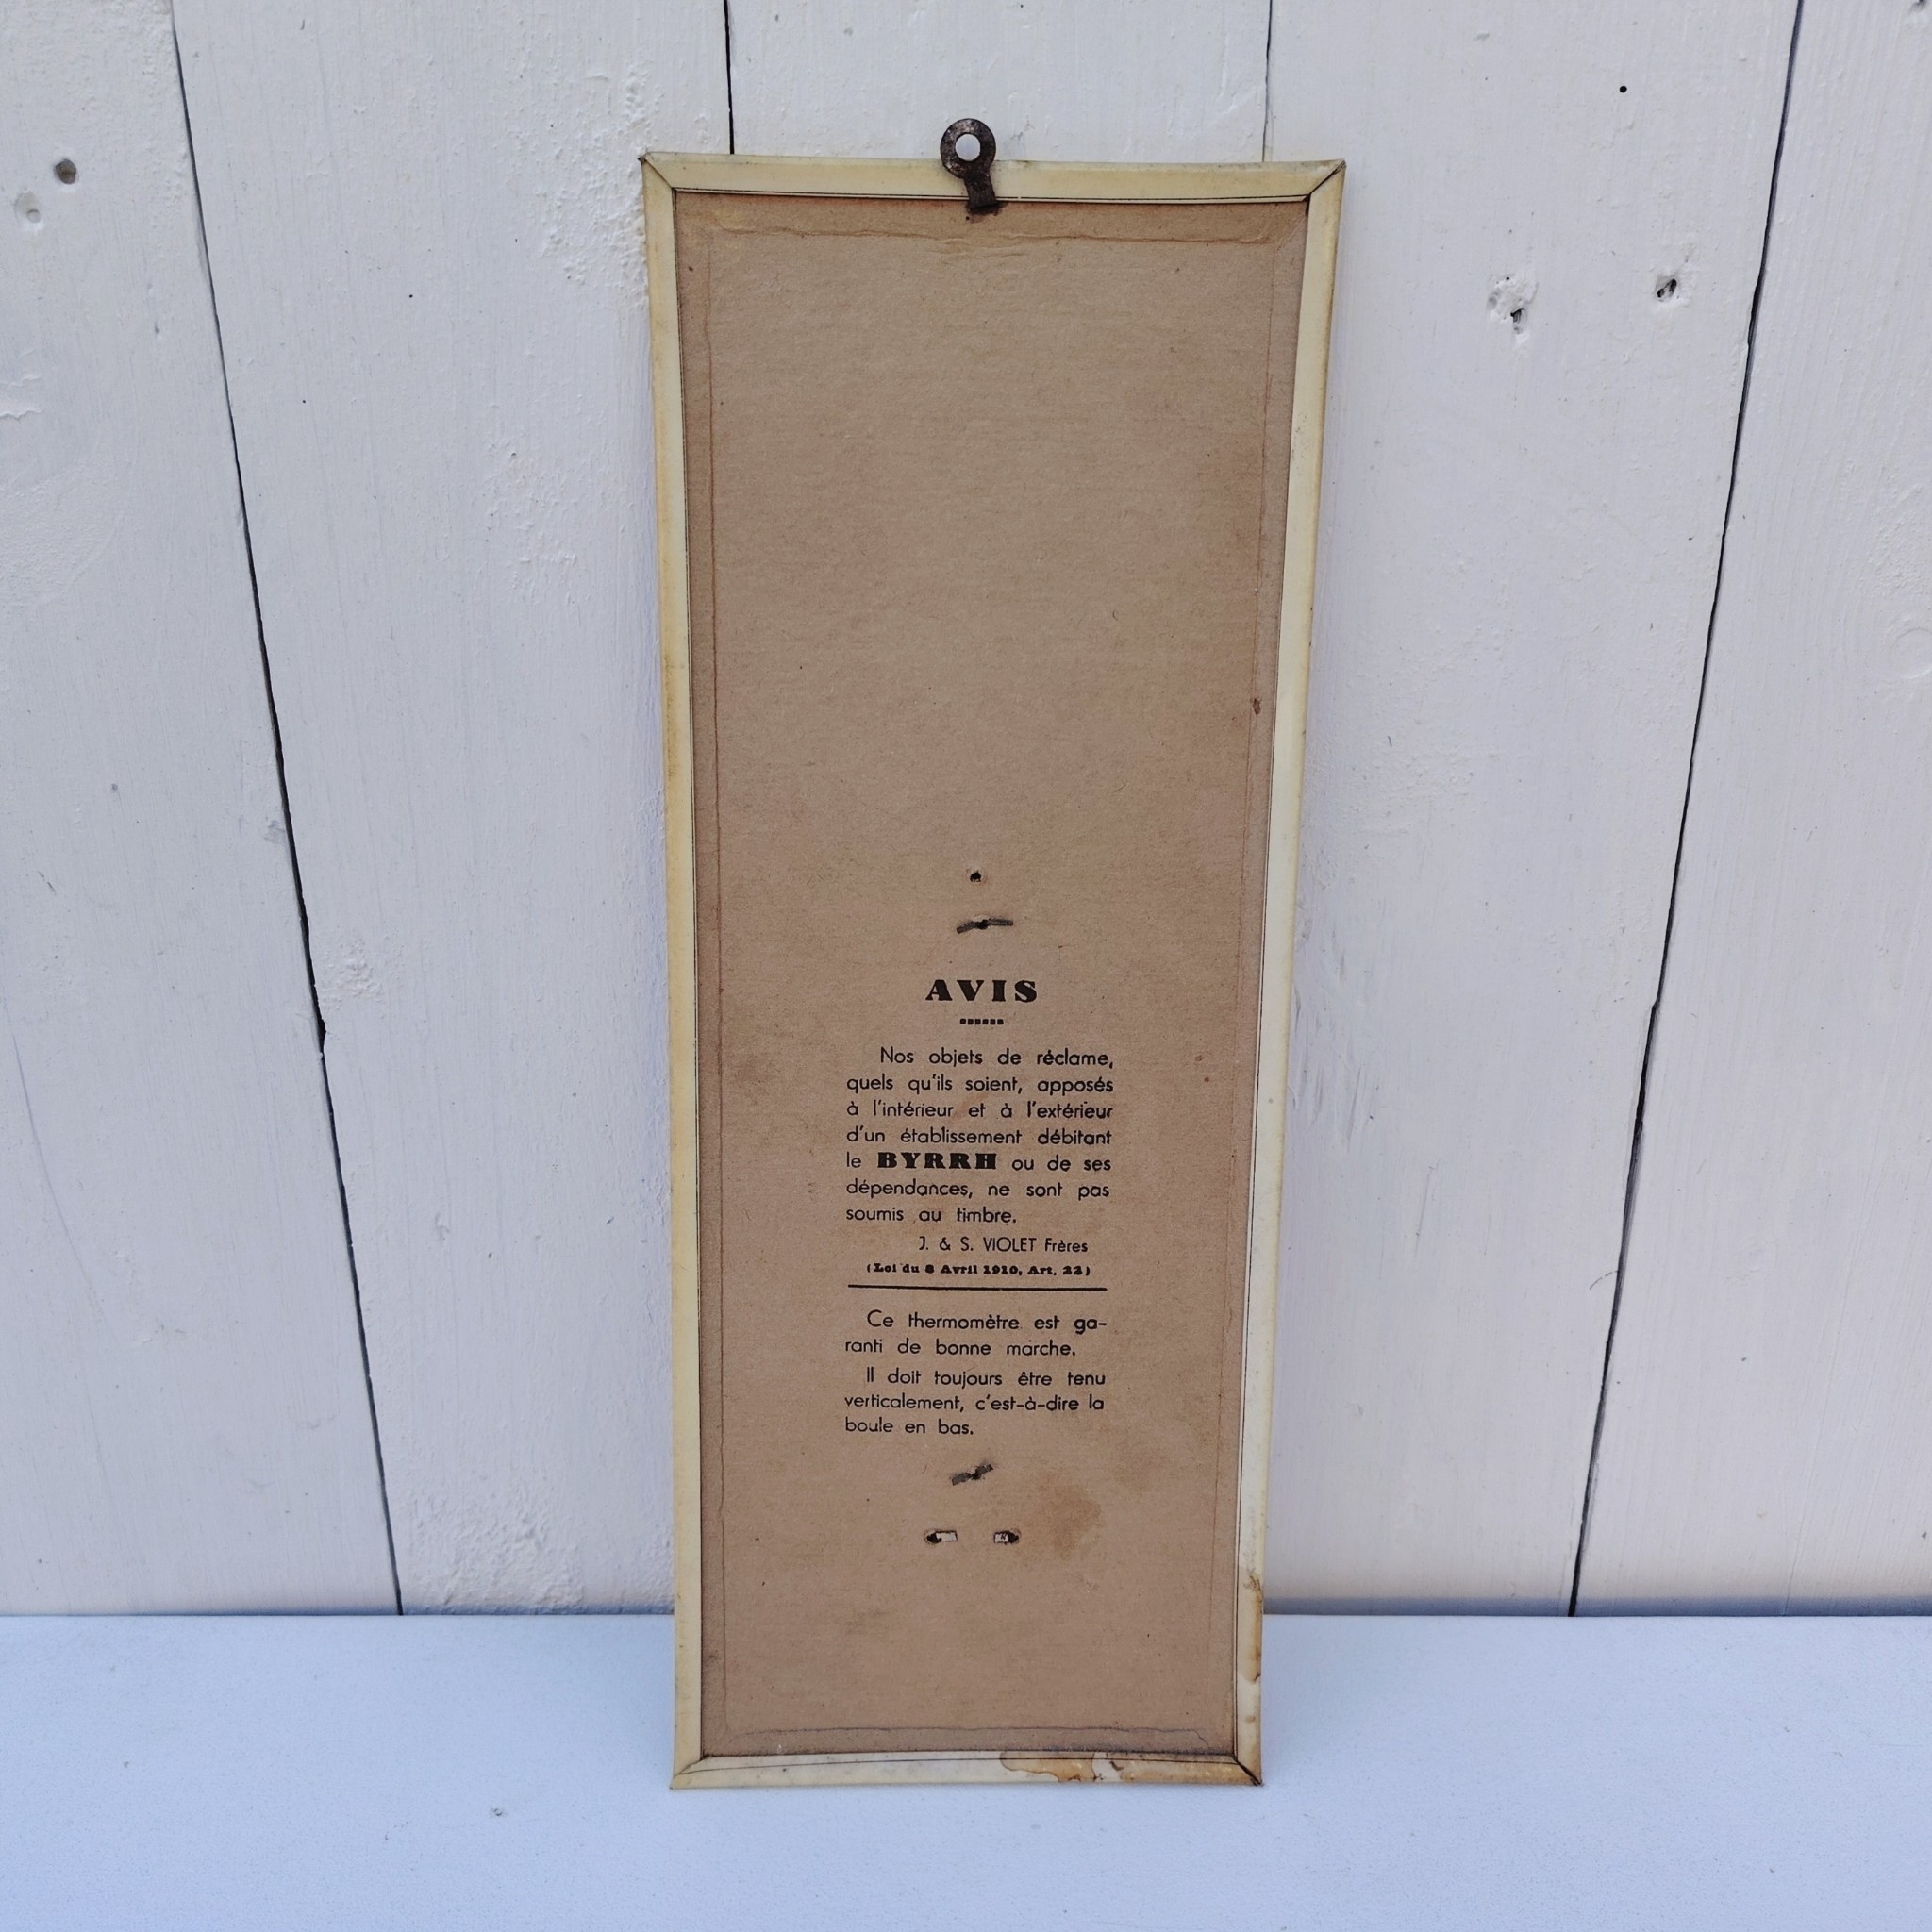 AVIS
Nos objets de réclame,
quels qu'ils soient, apposés
à l'intérieur et à l'extérieur
d'un établissement débitant
le BYRRH ou de ses
dépendances, ne sont pas
soumis au timbre.
J. & S. VIOLET Frères
(Loi du 8 Avril 1910, Art. 22)
Ce thermomètre est ga-
ranti de bonne marche.
Il doit toujours être tenu
verticalement, c'est-à-dire la
boule en bas.